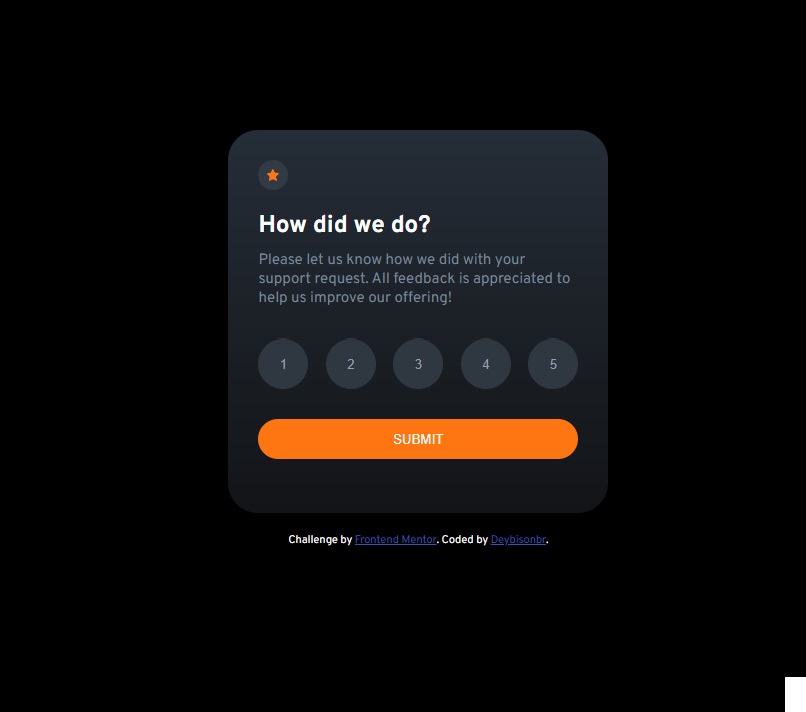 How did we do?
Please let us know how we did with your
support request. All feedback is appreciated to
help us improve our offering!
1 2 3 4 5
SUBMIT
Challenge by Frontend Mentor. Coded by Deybisonbr.